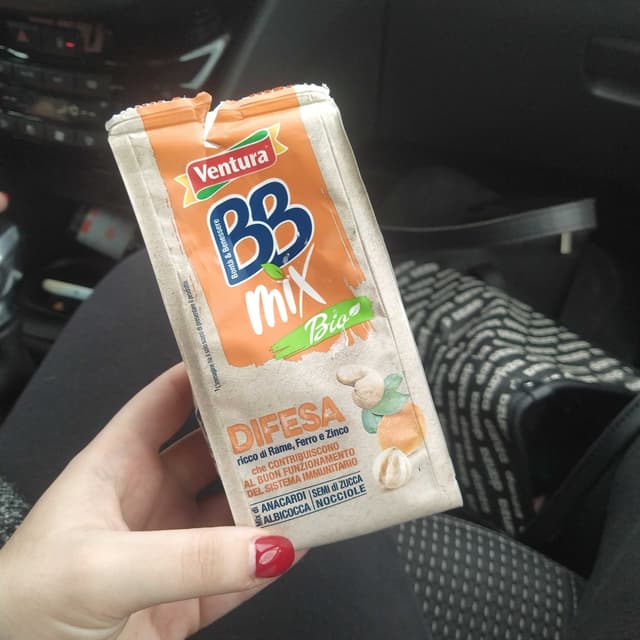 Ventura
BB
Bontà & Benessere
mix
Bio
DIFESA
ricco di Rame, Ferro e Zinco
che CONTRIBUISCONO
AL BUON FUNZIONAMENTO
DEL SISTEMA IMMUNITARIO
ANACARDI
ALBICOCCA
SEMI di ZUCCA
NOCCIOLE